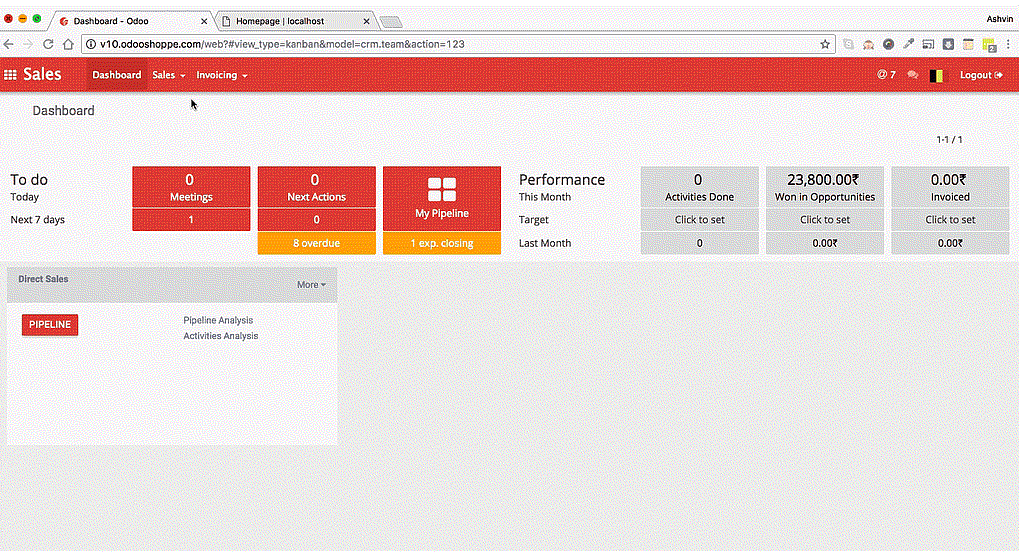 Dashboard - Odoo
Homepage | localhost
Ashvin
v10.odooshoppe.com/web?#view_type=kanban&model=crm.team&action=123
2
Sales
Dashboard
Sales
Invoicing
@ 7
Logout
Dashboard
1-1 / 1
To do
Today
Next 7 days
0
Meetings
1
0
Next Actions
0
8 overdue
My Pipeline
1 exp. closing
Performance
This Month
Target
Last Month
0
Activities Done
Click to set
0
23,800.00₹
Won in Opportunities
Click to set
0.00₹
0.00₹
Invoiced
Click to set
0.00₹
Direct Sales
More
PIPELINE
Pipeline Analysis
Activities Analysis